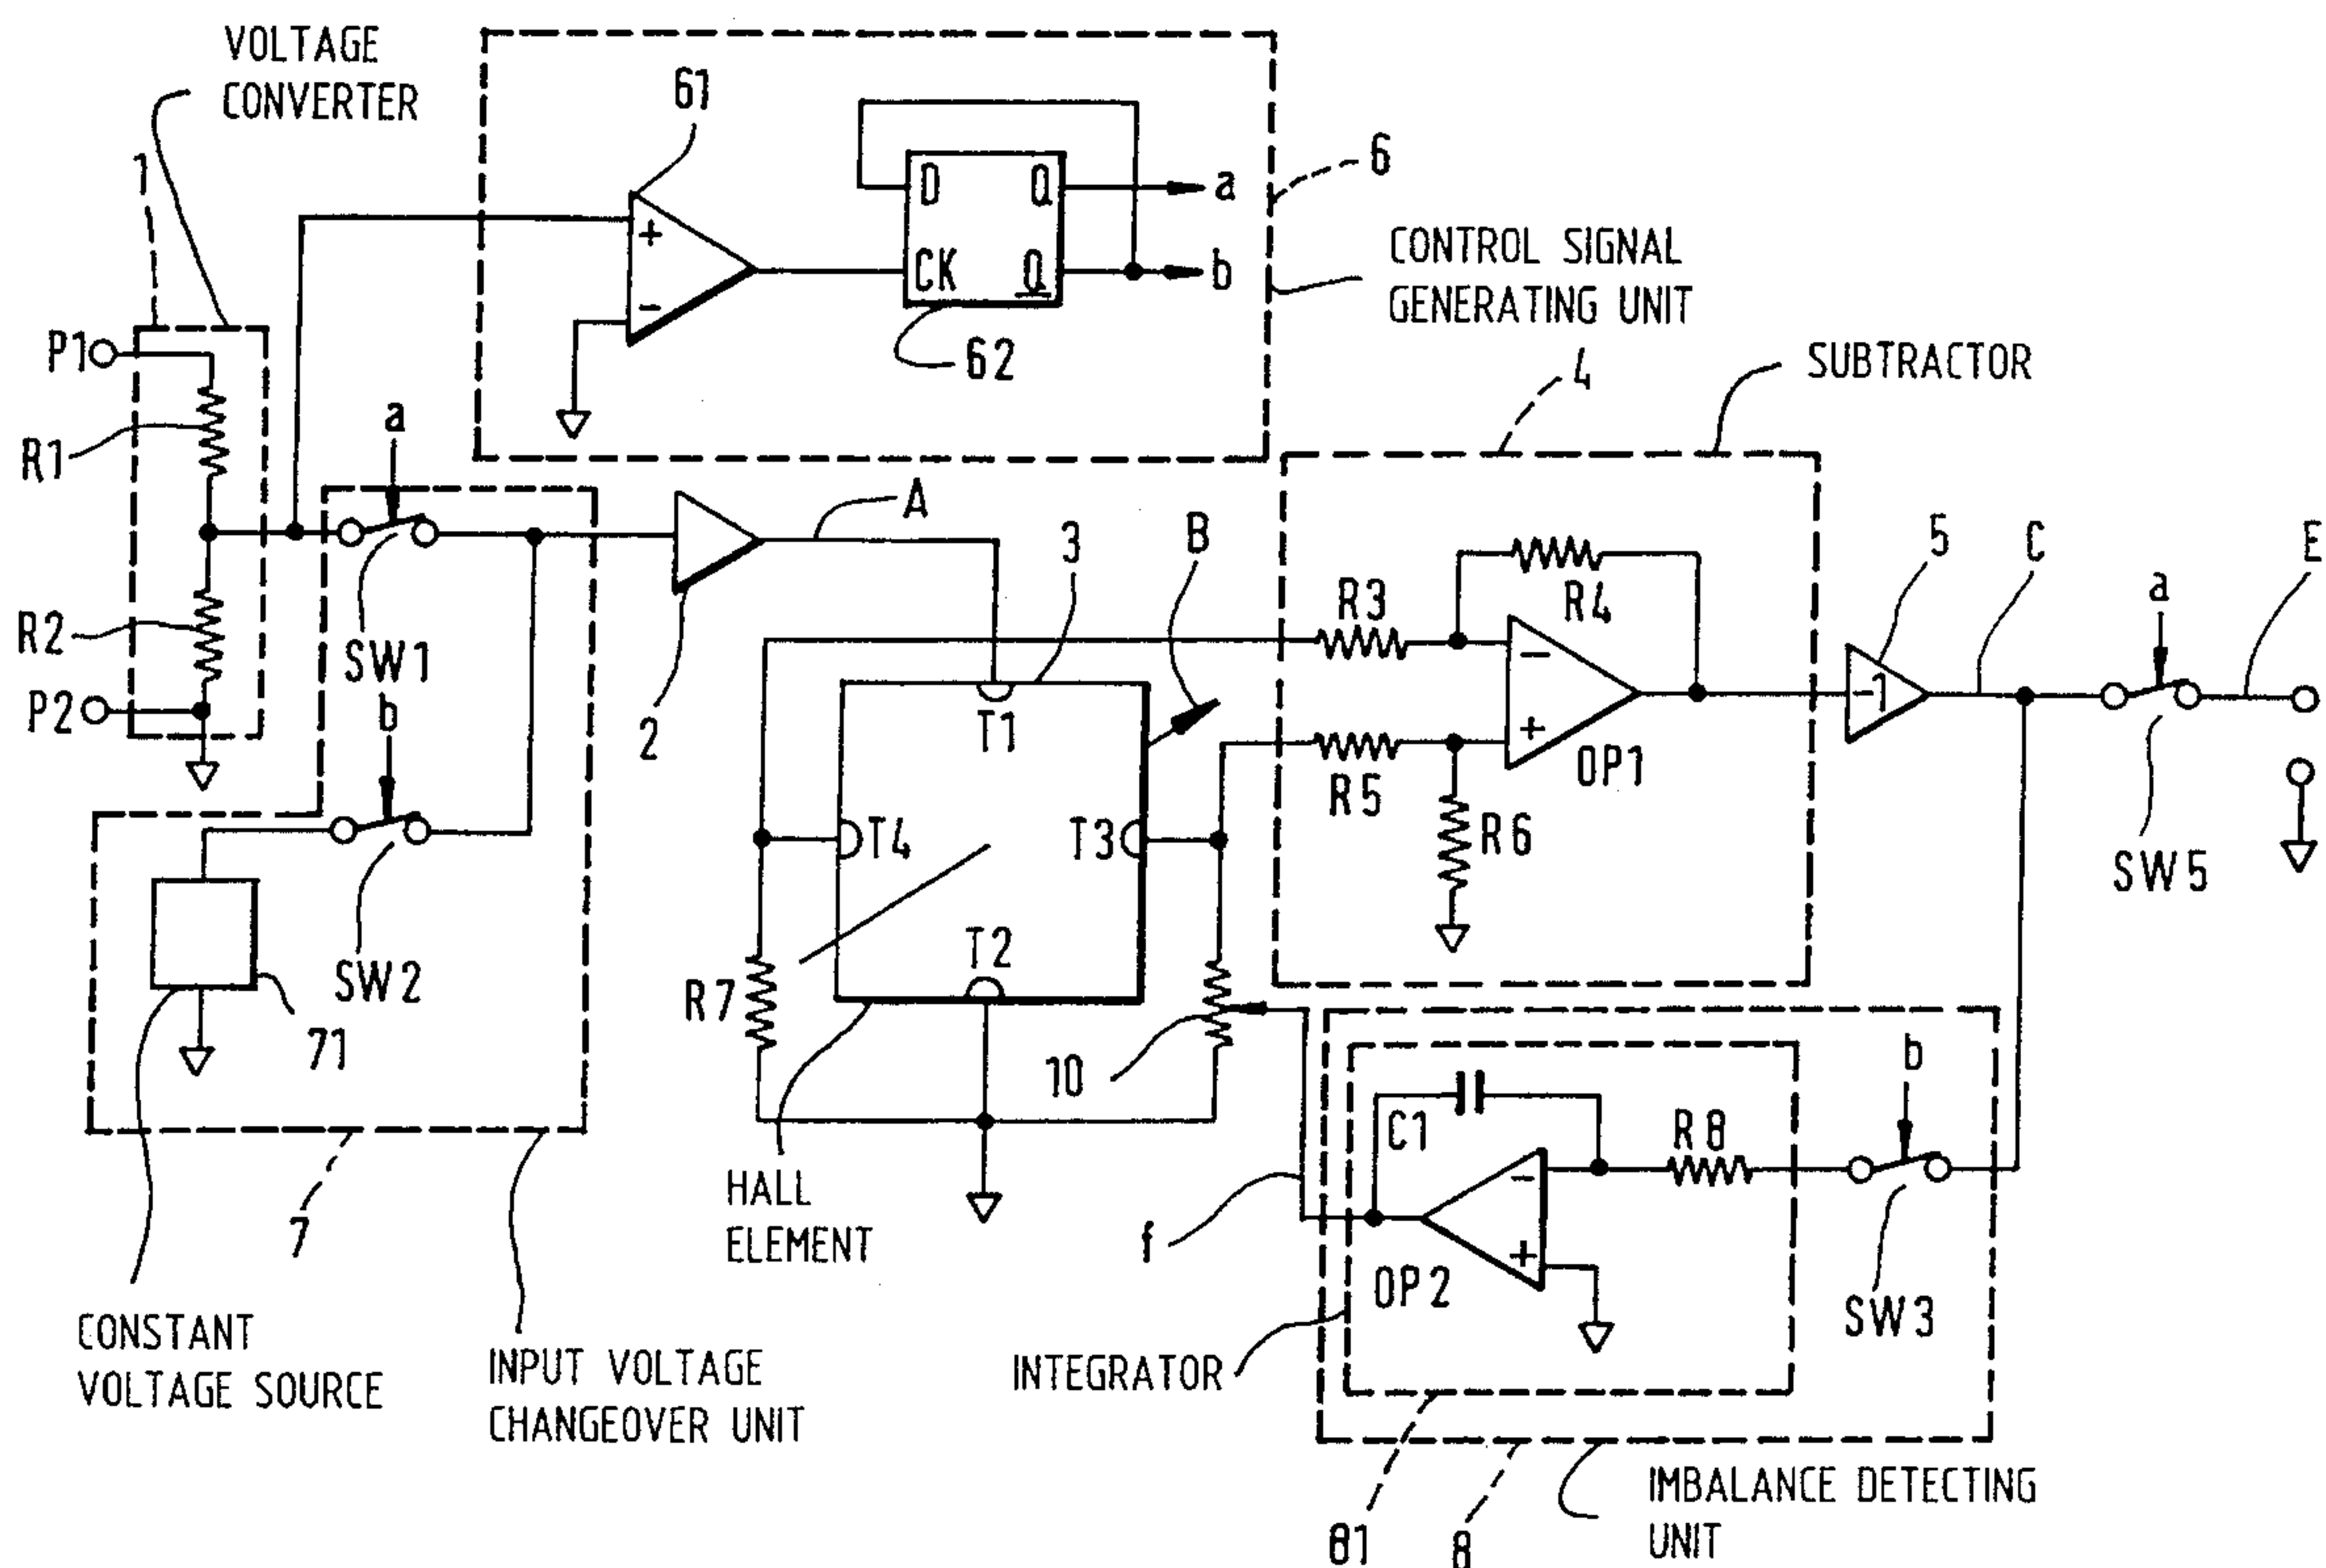 VOLTAGE
CONVERTER
1
61
6
D
Q
a
CK
Q
b
62
CONTROL SIGNAL
GENERATING UNIT
4
SUBTRACTOR
P1
+
-
R1
a
R2
SW1
P2
b
A
2
3
B
R3
R4
-
+
OP1
R5
R6
5
-1
C
a
E
SW5
T1
T4
T3
T2
SW2
71
R7
10
HALL
ELEMENT
f
C1
R8
b
-
+
OP2
SW3
7
CONSTANT
VOLTAGE SOURCE
INPUT VOLTAGE
CHANGEOVER UNIT
INTEGRATOR
81
8
IMBALANCE DETECTING
UNIT